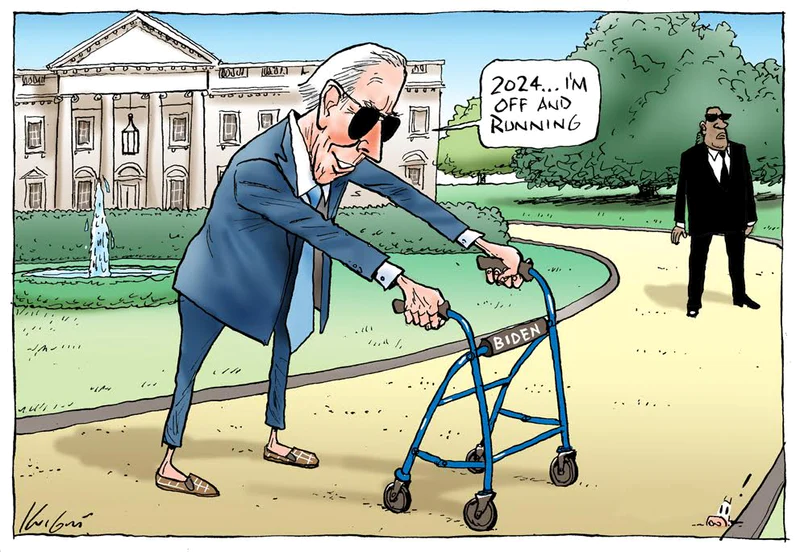 2024... I'M
OFF AND
RUNNING
BIDEN